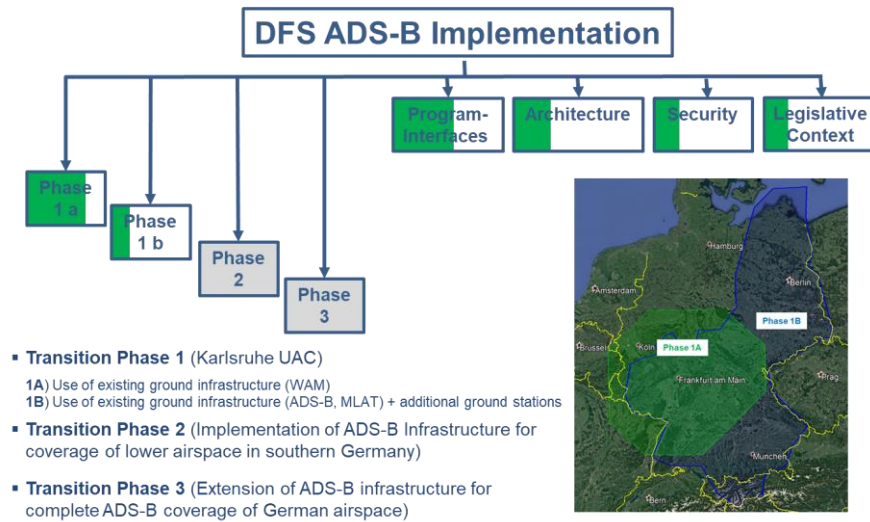 DFS ADS-B Implementation
Program-
Interfaces
Architecture
Security
Legislative
Context
Phase
1 a
Phase
1 b
Phase
2
Phase
3
Hamburg
Berlin
Amsterdam
Phase 1B
Brüssel
Köln
Phase 1A
Frankfurt am Main
Prag
München
Bern
▪ Transition Phase 1 (Karlsruhe UAC)
1A) Use of existing ground infrastructure (WAM)
1B) Use of existing ground infrastructure (ADS-B, MLAT) + additional ground stations
▪ Transition Phase 2 (Implementation of ADS-B Infrastructure for
coverage of lower airspace in southern Germany)
▪ Transition Phase 3 (Extension of ADS-B infrastructure for
complete ADS-B coverage of German airspace)